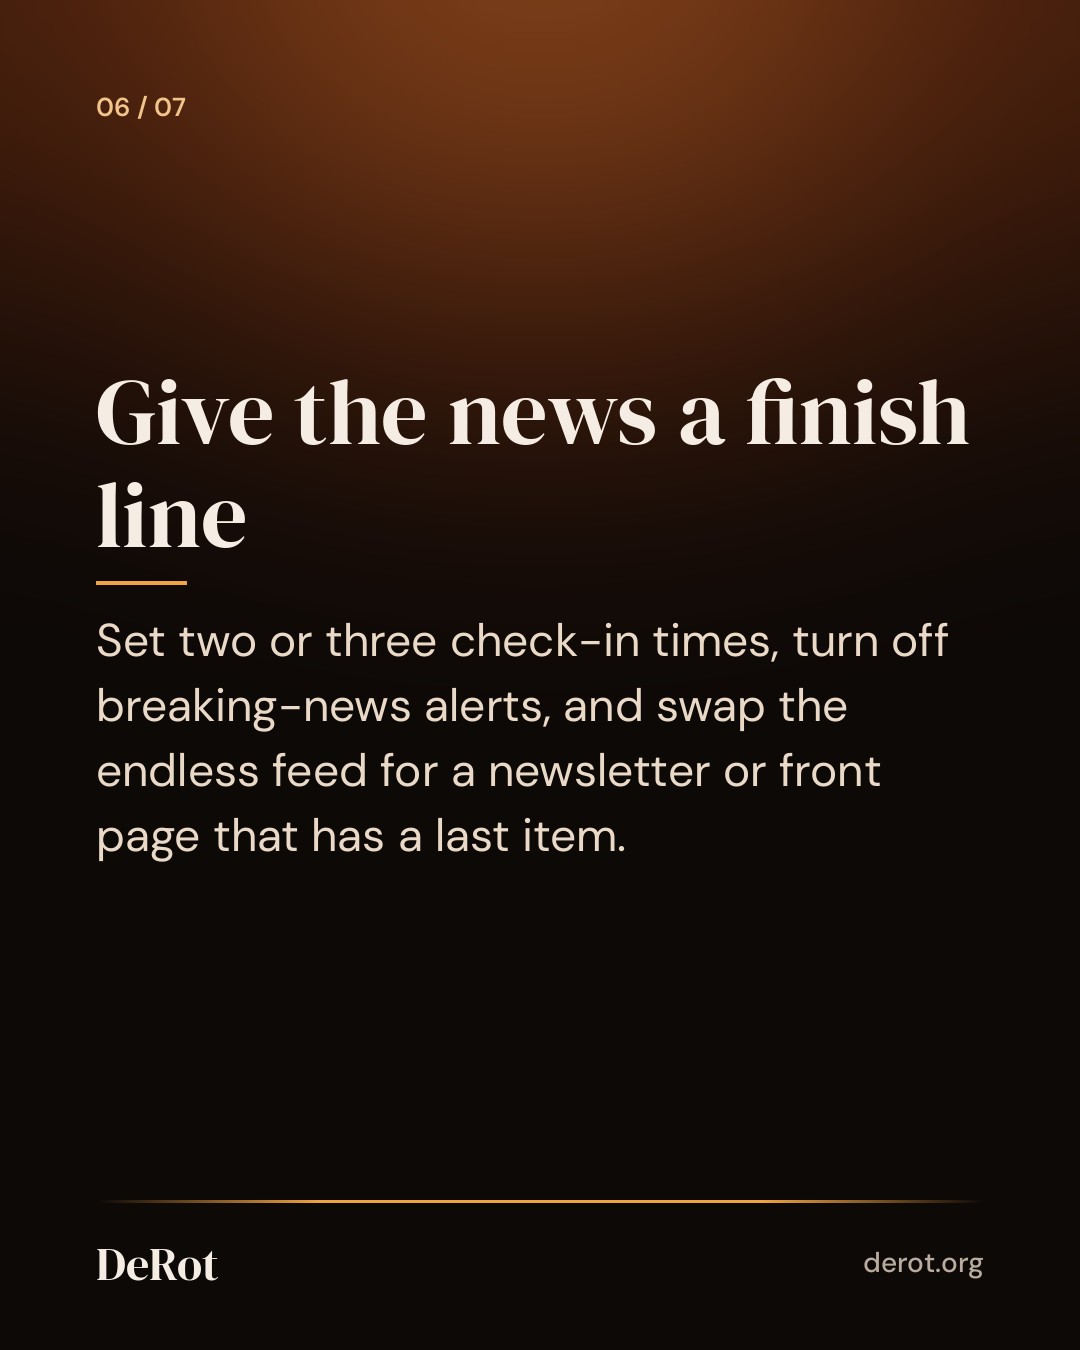 06 / 07
Give the news a finish
line
Set two or three check-in times, turn off
breaking-news alerts, and swap the
endless feed for a newsletter or front
page that has a last item.
DeRot
derot.org